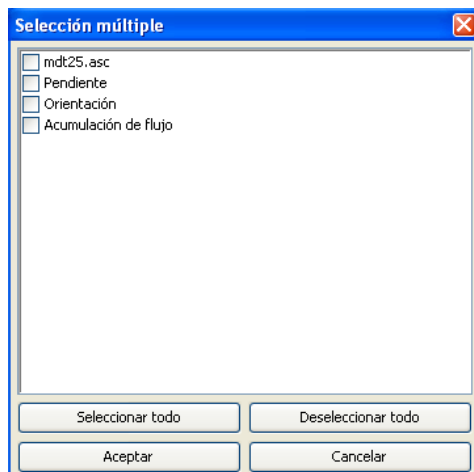 Selección múltiple
mdt25.asc
Pendiente
Orientación
Acumulación de flujo
Seleccionar todo
Deseleccionar todo
Aceptar
Cancelar